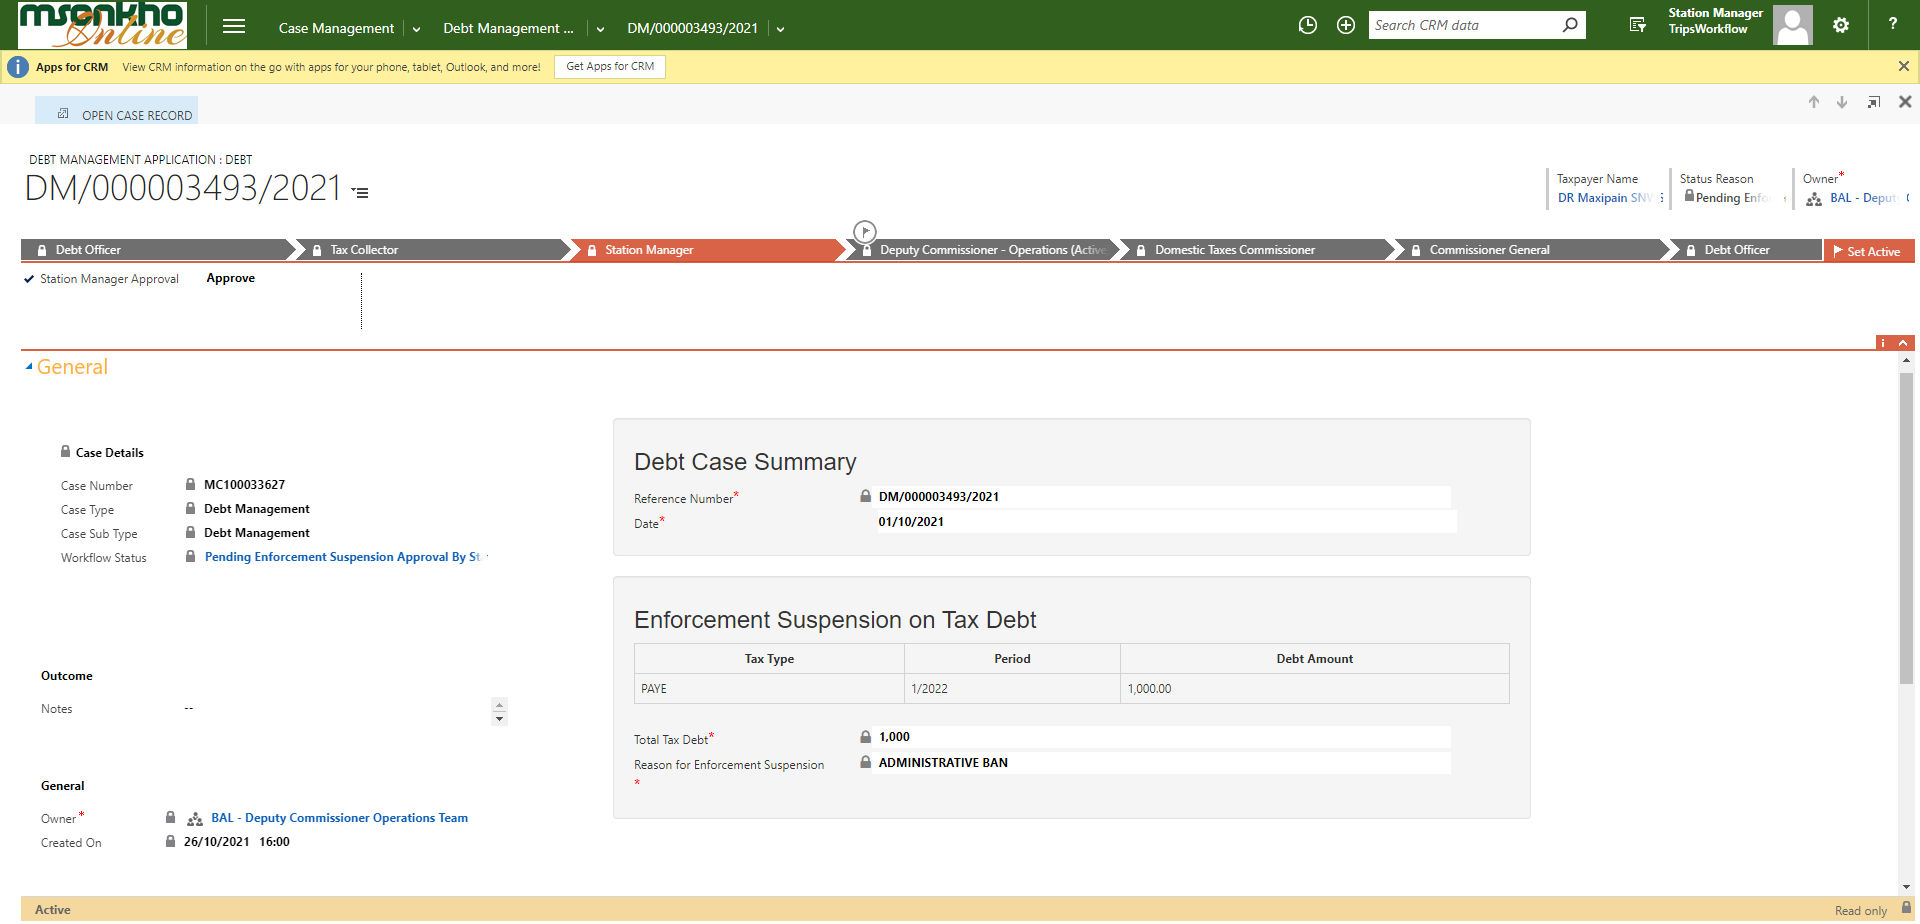 msonkho
Online
Case Management
Debt Management ...
DM/000003493/2021
Search CRM data
Station Manager
TripsWorkflow
?
i
Apps for CRM
View CRM information on the go with apps for your phone, tablet, Outlook, and more!
Get Apps for CRM
OPEN CASE RECORD
DEBT MANAGEMENT APPLICATION : DEBT
DM/000003493/2021
Taxpayer Name
DR Maxipain
Status Reason
Pending
Owner*
BAL -
Debt Officer
Tax Collector
Station Manager
Deputy Commissioner - Operations (Active
Domestic Taxes Commissioner
Commissioner General
Debt Officer
Set Active
Station Manager Approval
Approve
i
General
Case Details
Case Number
MC100033627
Case Type
Debt Management
Case Sub Type
Debt Management
Workflow Status
Pending Enforcement Suspension Approval By
Outcome
Notes
--
General
Owner*
BAL - Deputy Commissioner Operations Team
Created On
26/10/2021 16:00
Debt Case Summary
Reference Number*
DM/000003493/2021
Date*
01/10/2021
Enforcement Suspension on Tax Debt
Tax Type Period Debt Amount
PAYE 1/2022 1,000.00
Total Tax Debt*
1,000
Reason for Enforcement Suspension
*
ADMINISTRATIVE BAN
Active
Read only